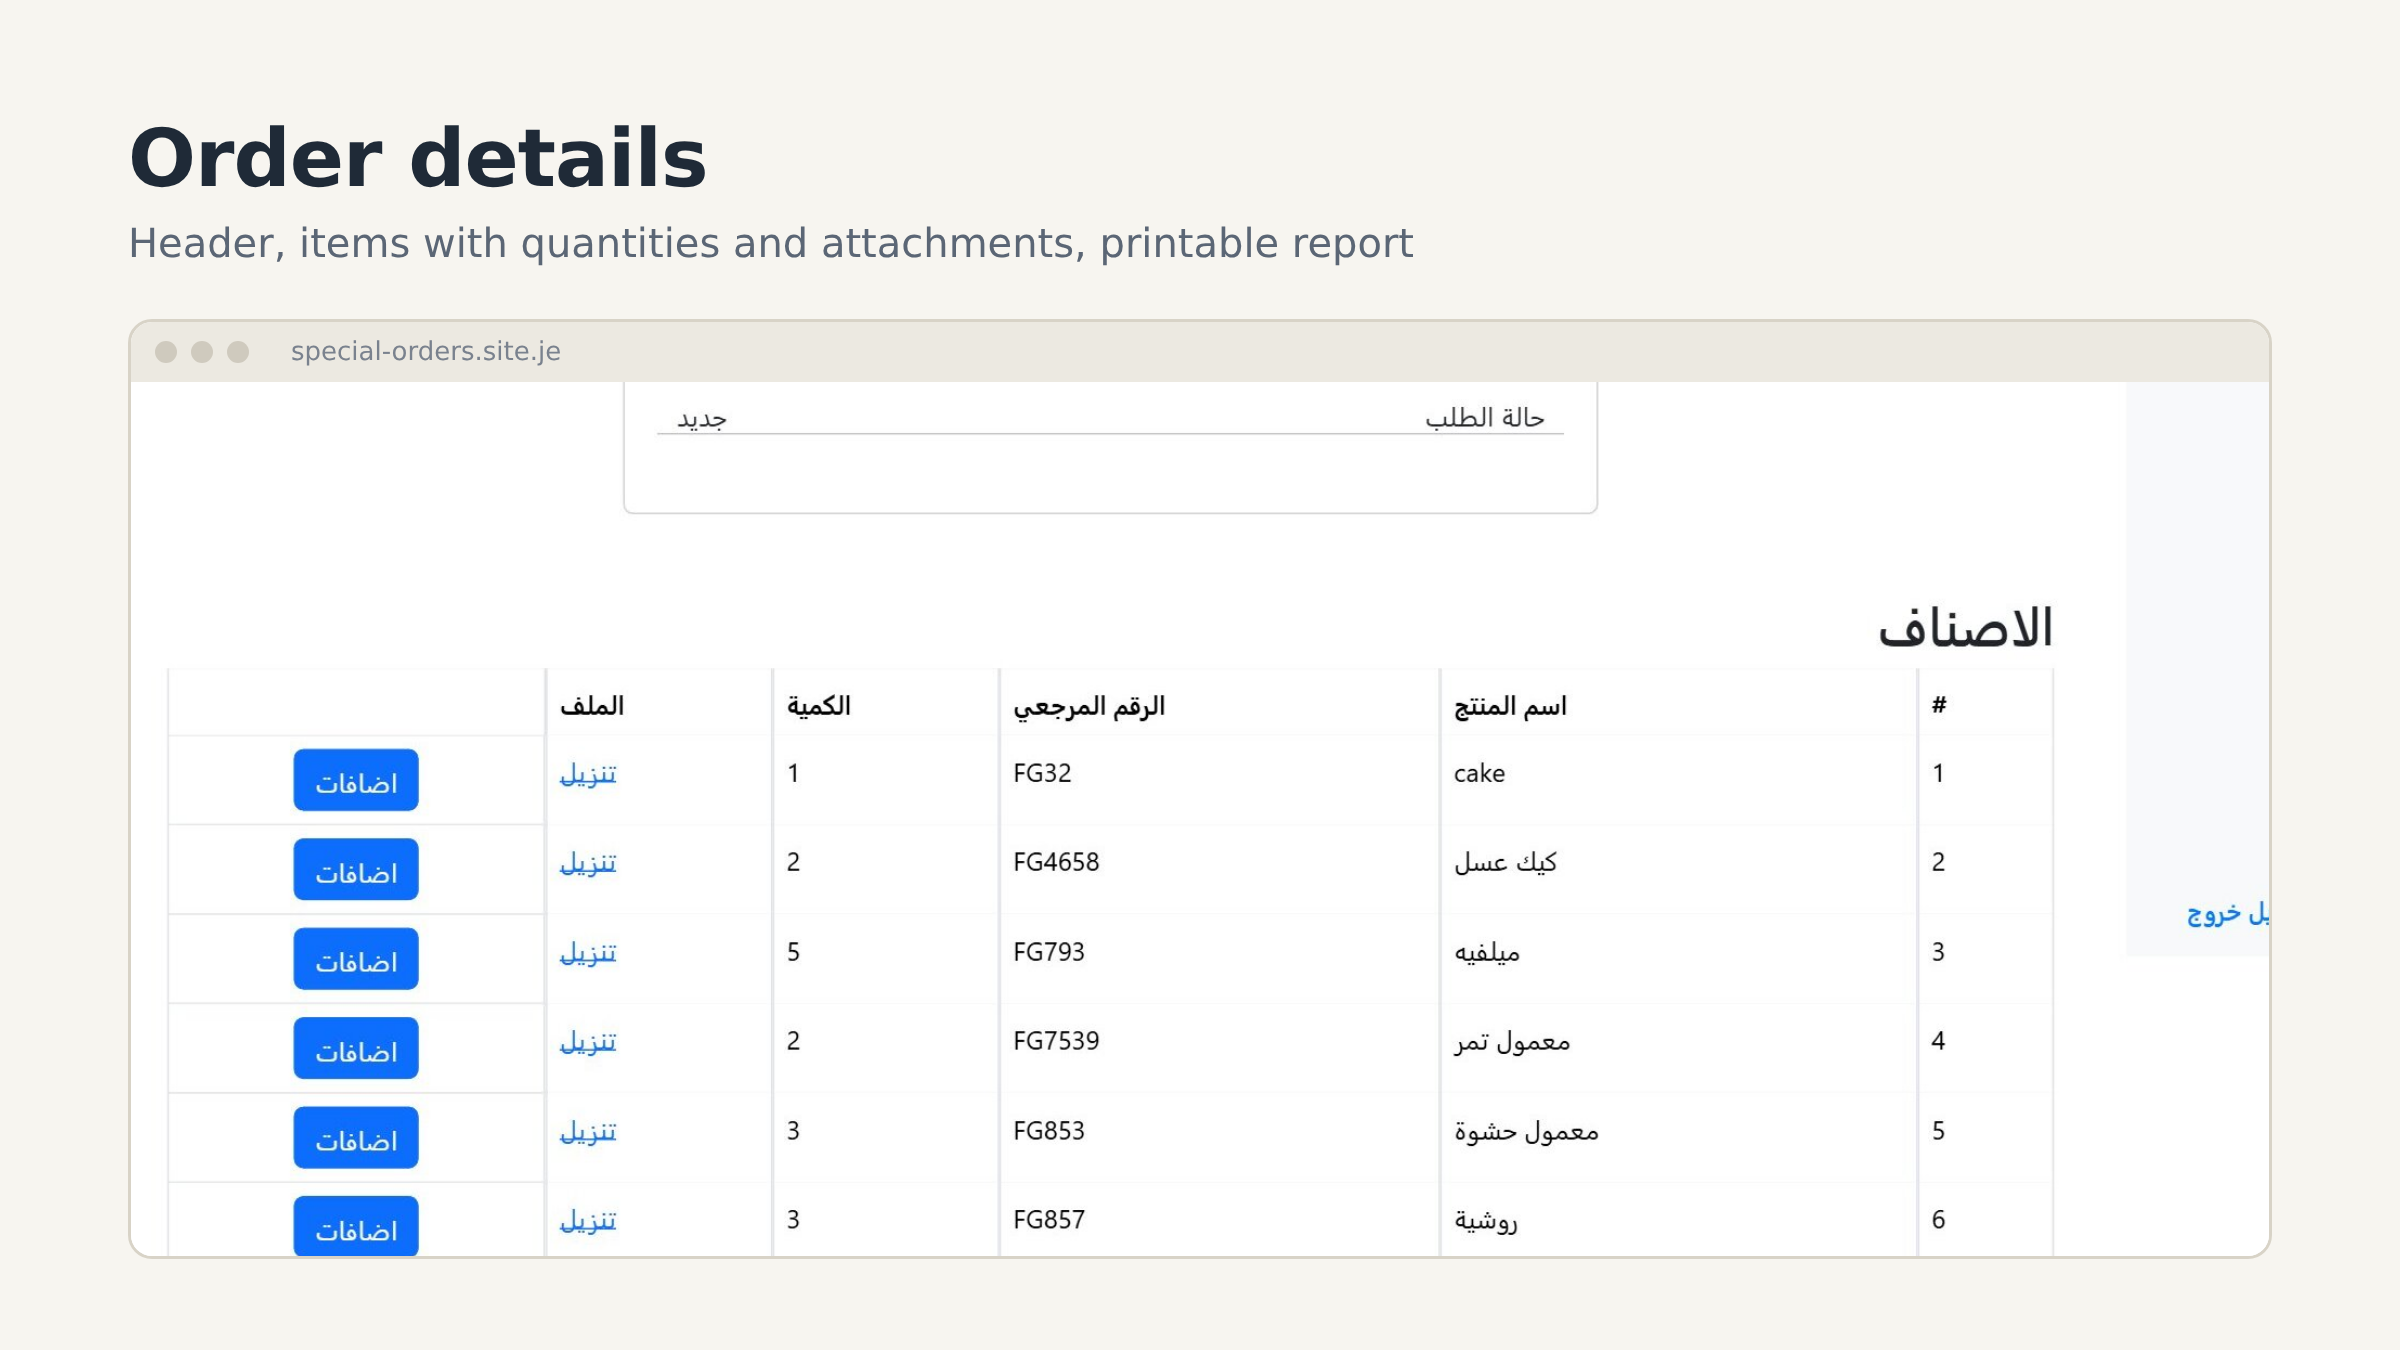 Order details
Header, items with quantities and attachments, printable report
special-orders.site.je
حالة الطلب جديد
الاصناف
# اسم المنتج الرقم المرجعي الكمية الملف
1 cake FG32 1 تنزيل اضافات
2 كيك عسل FG4658 2 تنزيل اضافات
خروج
3 ميلفيه FG793 5 تنزيل اضافات
4 معمول تمر FG7539 2 تنزيل اضافات
5 معمول حشوة FG853 3 تنزيل اضافات
6 روشية FG857 3 تنزيل اضافات